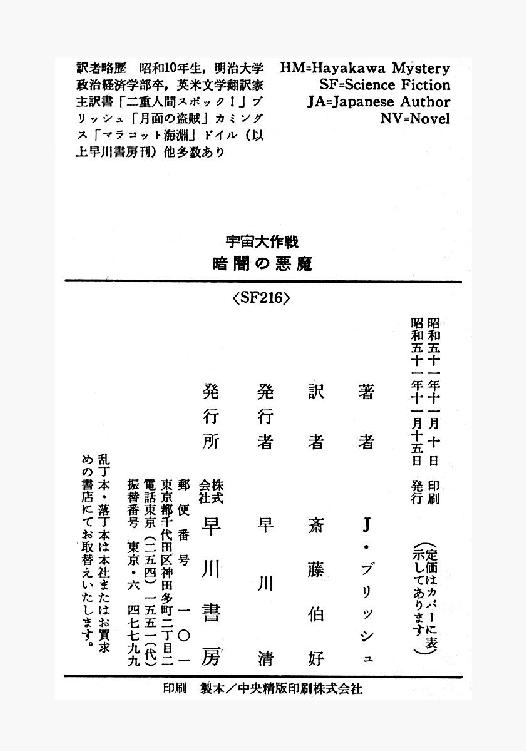 訳者略歴　昭和10年生，明治大学
政治経済学部卒，英米文学翻訳家
主訳書「二重人間スポック！」ブ
リッシュ「月面の盗賊」カミング
ス「マラコット海淵」ドイル（以
上早川書房刊）他多数あり
HM=Hayakawa Mystery
SF=Science Fiction
JA=Japanese Author
NV=Novel
宇宙大作戦
暗闇の悪魔
〈SF216〉
昭和五十一年十一月十日　印刷
昭和五十一年十一月十五日　発行
（定価はカバーに表
示してあります）
著者　J・ブリッシュ
訳者　斎藤伯好
発行者　早川清
発行所　株式会社　早川書房
郵便番号　一〇一
東京都千代田区神田多町二丁目二
電話東京（二五四）一五五一（代）
振替番号　東京・六　四七七九九
乱丁本・落丁本は本社またはお買求
めの書店にてお取替えいたします。
印刷　製本／中央精版印刷株式会社